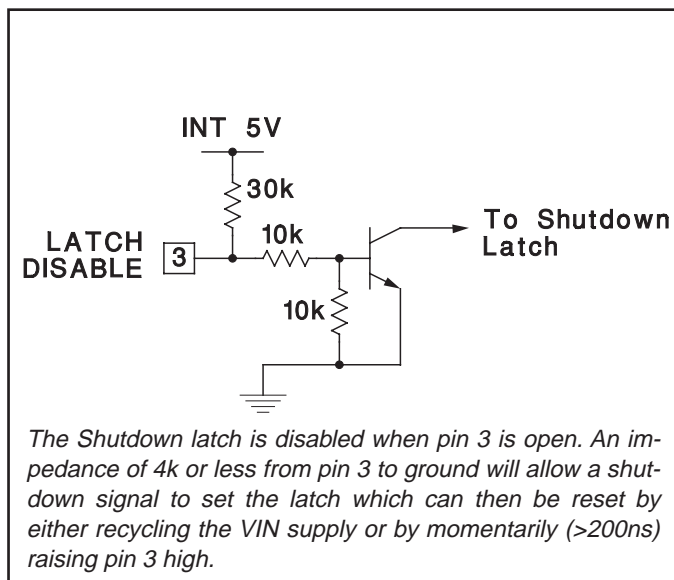 INT 5V
30k
10k
LATCH
DISABLE
3
To Shutdown
Latch
10k
The Shutdown latch is disabled when pin 3 is open. An im-
pedance of 4k or less from pin 3 to ground will allow a shut-
down signal to set the latch which can then be reset by
either recycling the VIN supply or by momentarily (>200ns)
raising pin 3 high.